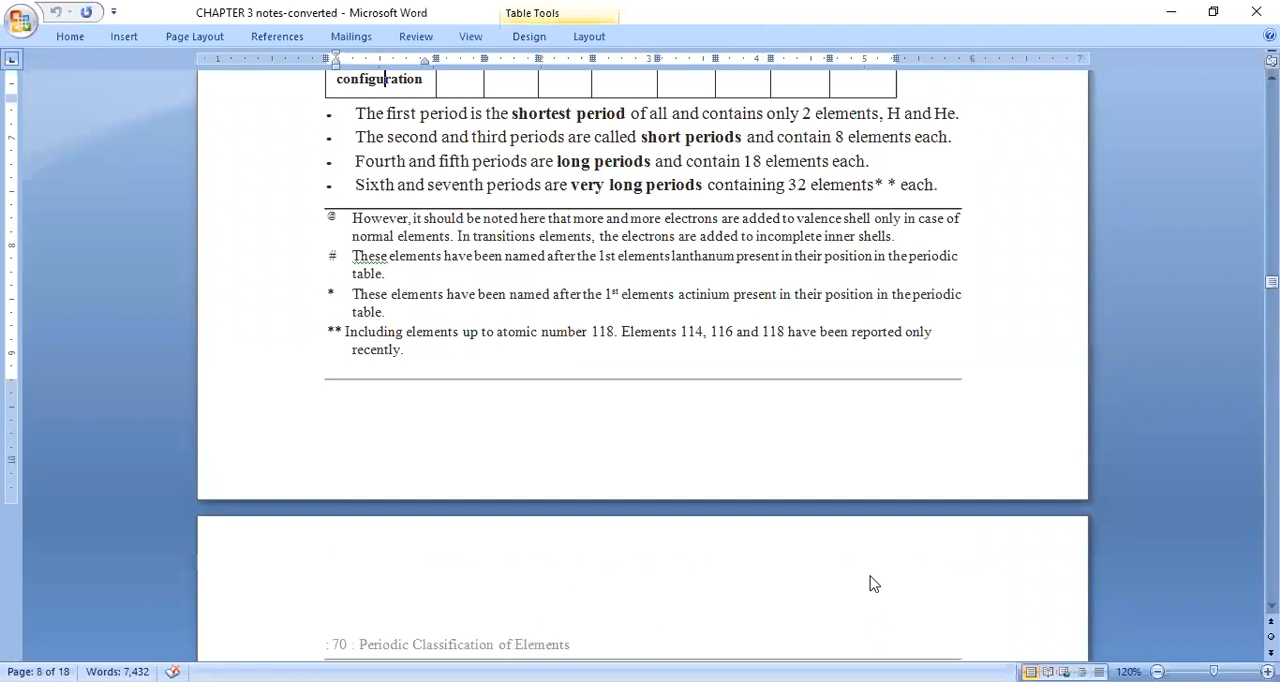 CHAPTER 3 notes-converted - Microsoft Word
Table Tools
Home Insert Page Layout References Mailings Review View Design Layout
1 3 4 5 6 7
configuration
• The first period is the shortest period of all and contains only 2 elements, H and He.
• The second and third periods are called short periods and contain 8 elements each.
• Fourth and fifth periods are long periods and contain 18 elements each.
• Sixth and seventh periods are very long periods containing 32 elements* * each.
@ However, it should be noted here that more and more electrons are added to valence shell only in case of
normal elements. In transitions elements, the electrons are added to incomplete inner shells.
# These elements have been named after the 1st elements lanthanum present in their position in the periodic
table.
* These elements have been named after the 1st elements actinium present in their position in the periodic
table.
** Including elements up to atomic number 118. Elements 114, 116 and 118 have been reported only
recently.
: 70 : Periodic Classification of Elements
Page: 8 of 18 Words: 7,432 120%